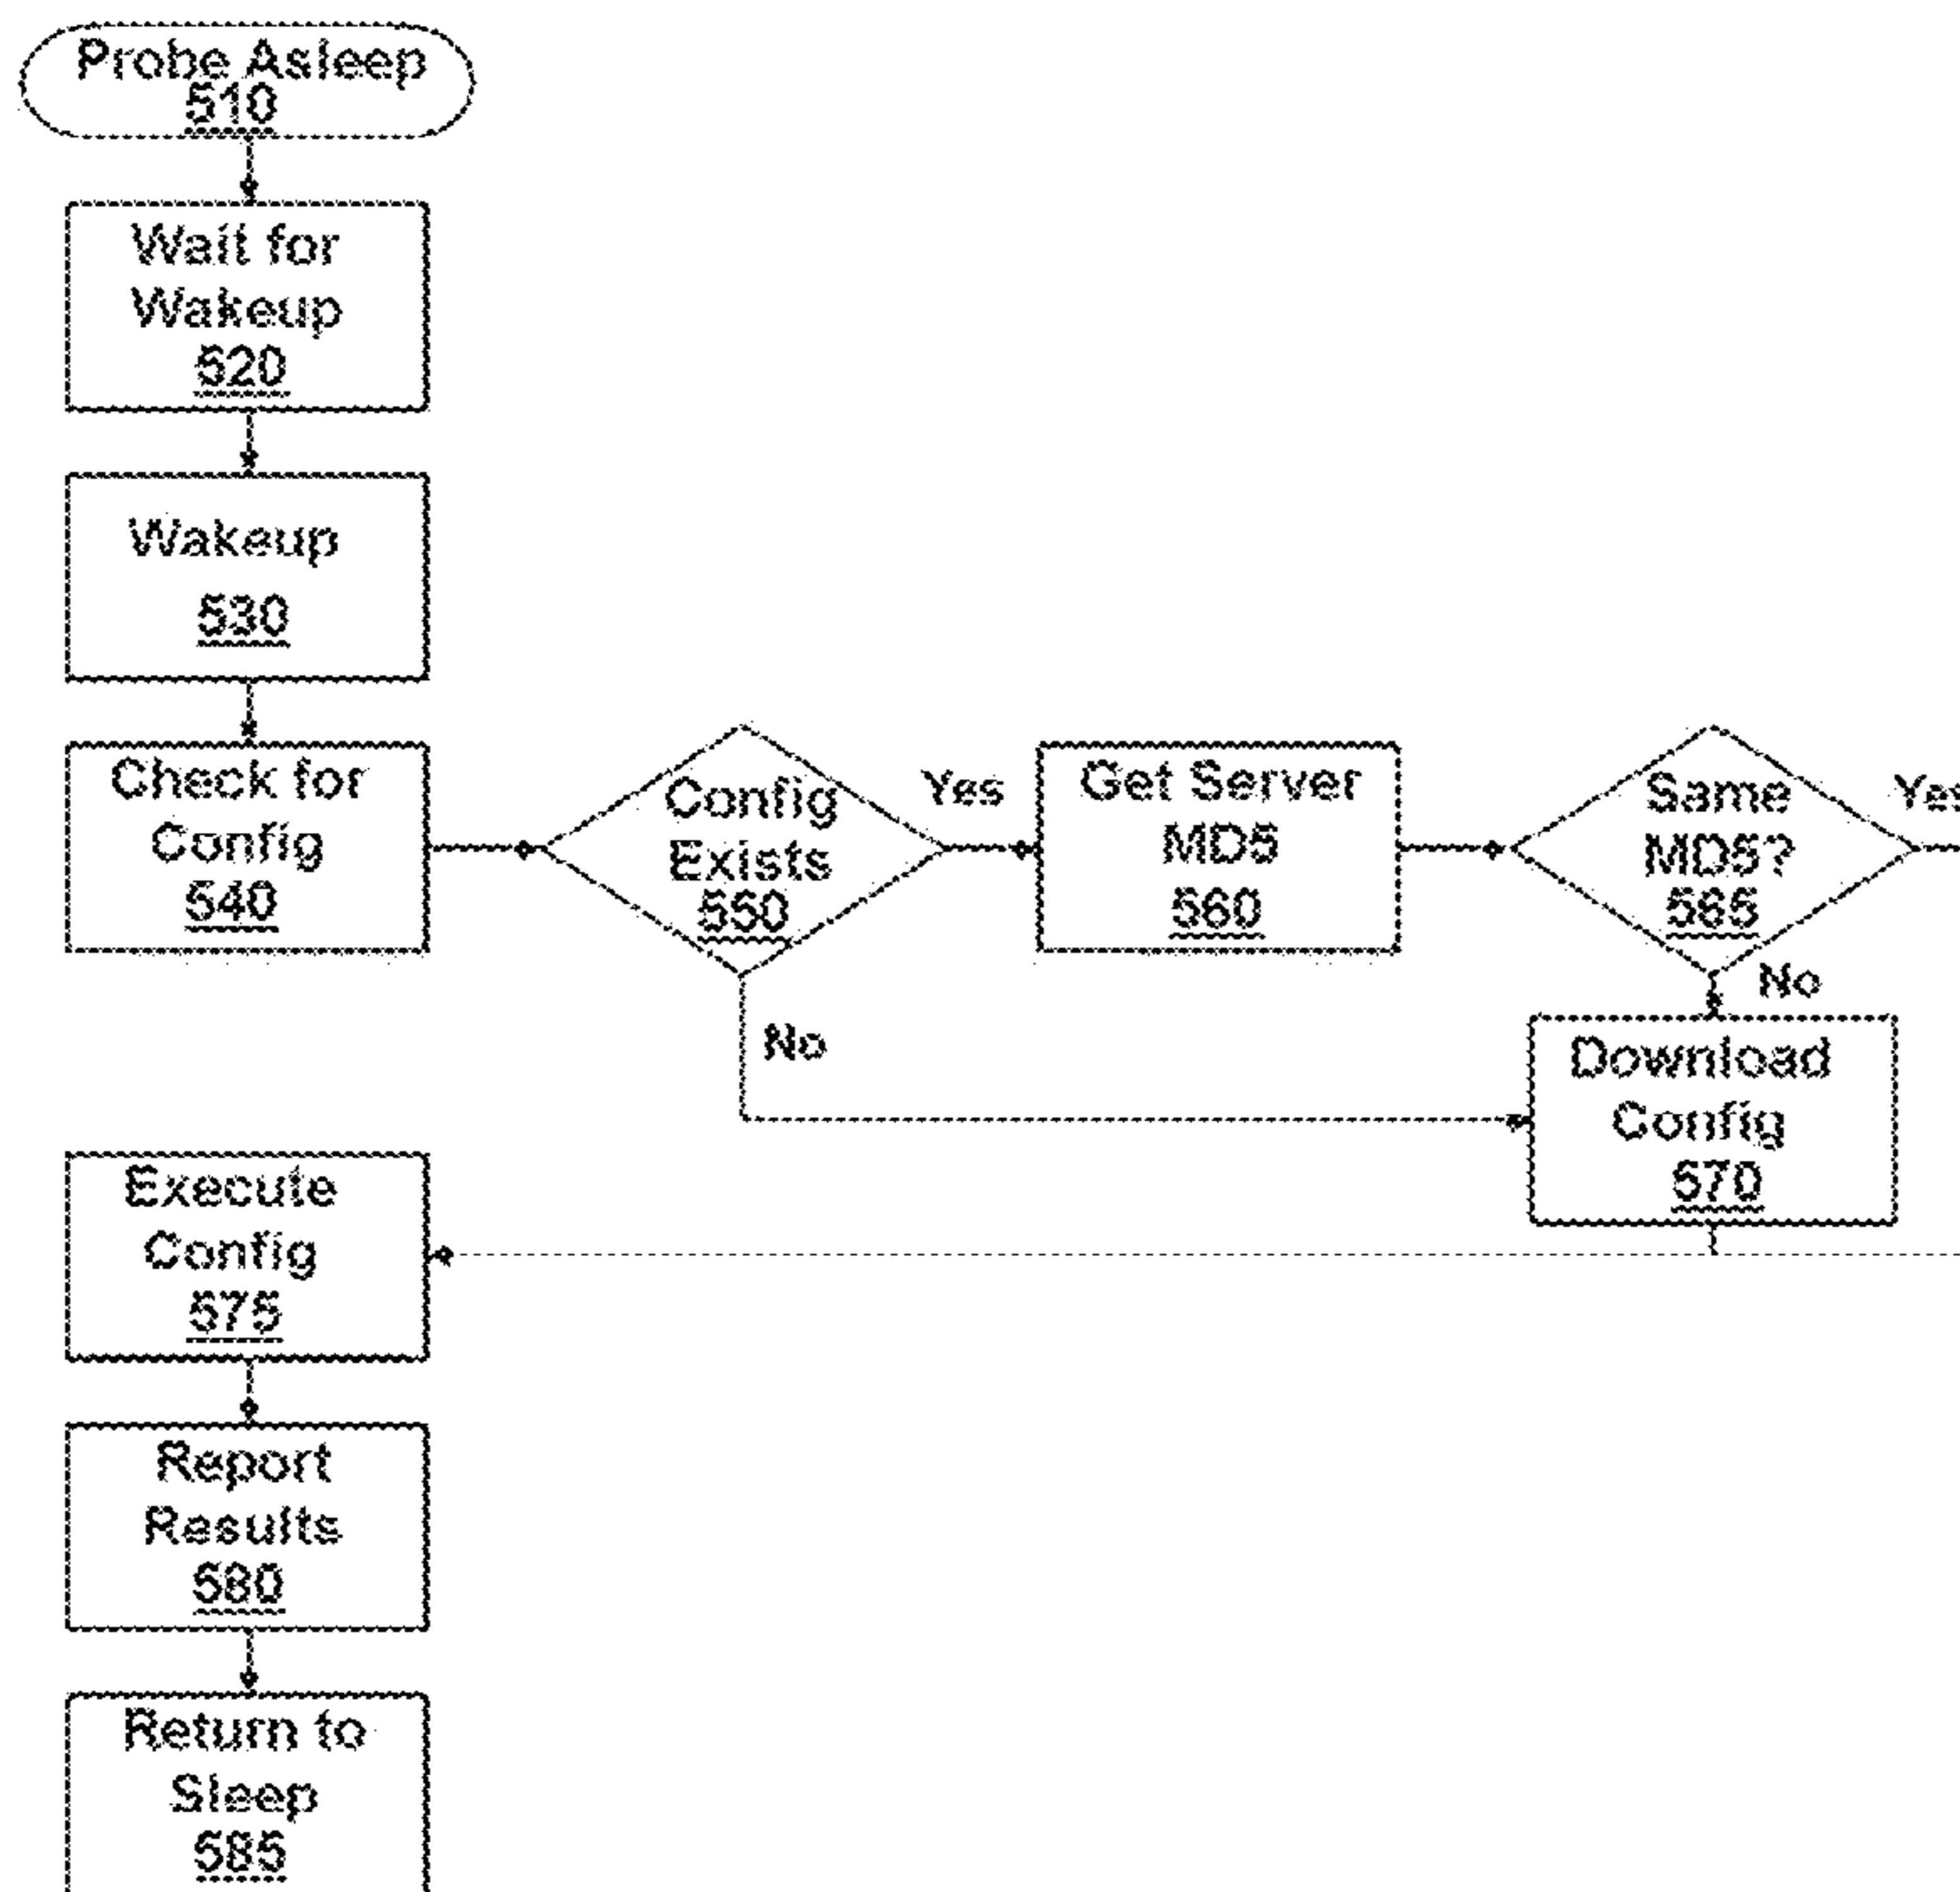 Probe Asleep
510
Wait for
Wakeup
520
Wakeup
530
Check for
Config
540
Config
Exists
550
Yes
Get Server
MD5
560
Same
MD5?
565
Yes
No
No
Download
Config
570
Execute
Config
575
Report
Results
580
Return to
Sleep
585